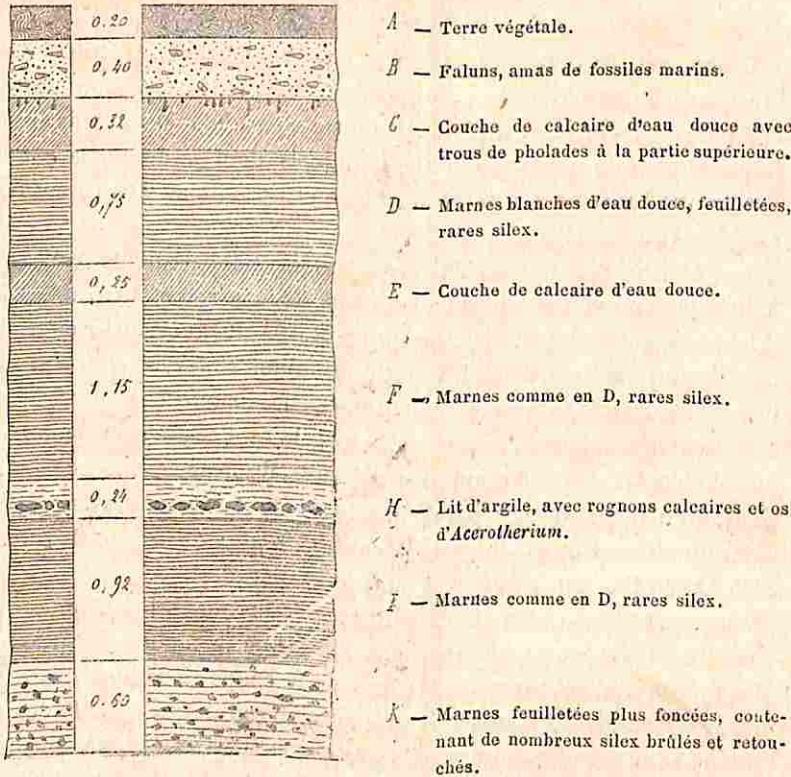 0.20
A — Terre végétale.
0,40
B — Faluns, amas de fossiles marins.
0,32
C — Couche de calcaire d'eau douce avec
trous de pholades à la partie supérieure.
0,75
D — Marnes blanches d'eau douce, feuilletées,
rares silex.
0,25
E — Couche de calcaire d'eau douce.
1,15
F — Marnes comme en D, rares silex.
0,24
H — Lit d'argile, avec rognons calcaires et os
d'Acerotherium.
0,92
I — Marnes comme en D, rares silex.
0.60
K — Marnes feuilletées plus foncées, conte-
nant de nombreux silex brûlés et retou-
chés.